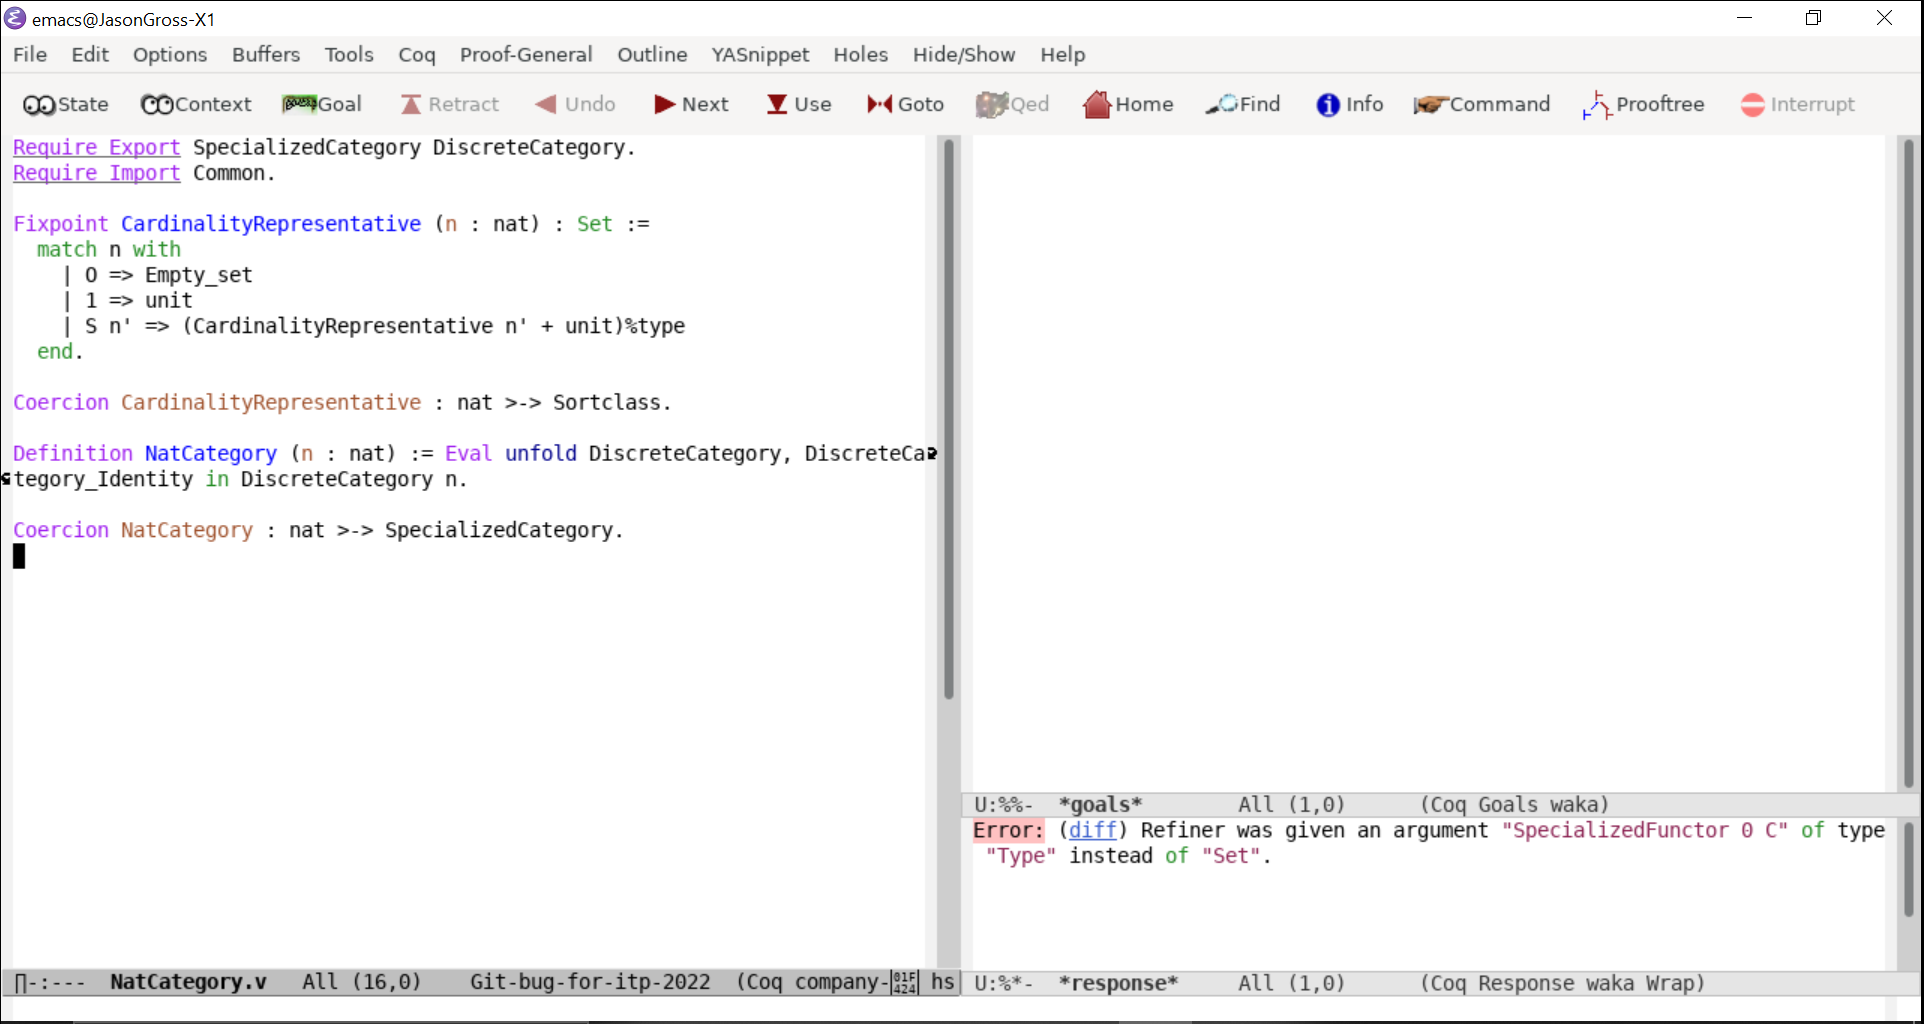 emacs@JasonGross-X1
File Edit Options Buffers Tools Coq Proof-General Outline YASnippet Holes Hide/Show Help
State Context Goal Retract Undo Next Use Goto Qed Home Find Info Command Prooftree Interrupt
Require Export SpecializedCategory DiscreteCategory.
Require Import Common.
Fixpoint CardinalityRepresentative (n : nat) : Set :=
match n with
| O => Empty_set
| 1 => unit
| S n' => (CardinalityRepresentative n' + unit)%type
end.
Coercion CardinalityRepresentative : nat >-> Sortclass.
Definition NatCategory (n : nat) := Eval unfold DiscreteCategory, DiscreteCa
tegory_Identity in DiscreteCategory n.
Coercion NatCategory : nat >-> SpecializedCategory.
∏-:--- NatCategory.v All (16,0) Git-bug-for-itp-2022 (Coq company-01F424 hs
U:%%- *goals* All (1,0) (Coq Goals waka)
Error: (diff) Refiner was given an argument "SpecializedFunctor 0 C" of type
"Type" instead of "Set".
U:%*- *response* All (1,0) (Coq Response waka Wrap)